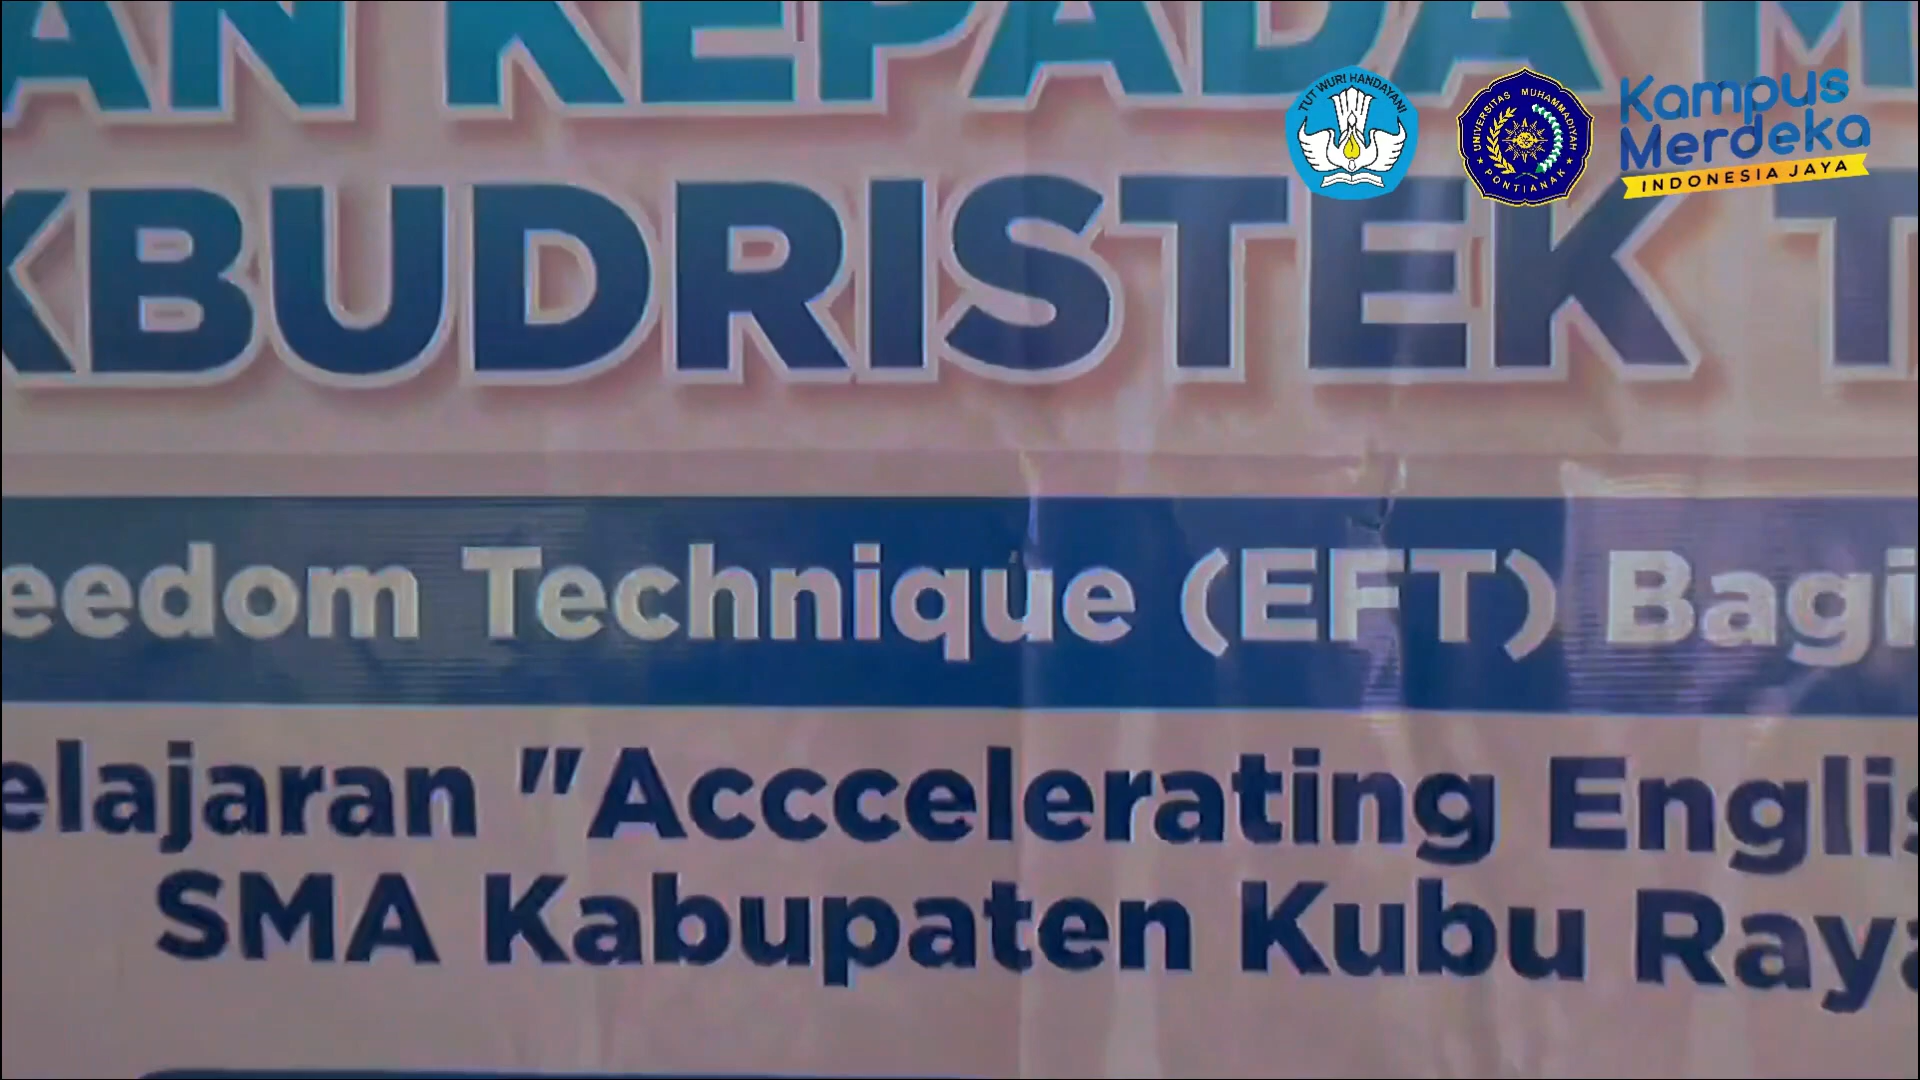 AN KEPADA M
TUT WURI HANDAYANI
UNIVERSITAS MUHAMMADIYAH
PONTIANAK
Kampus
Merdeka
INDONESIA JAYA
KBUDRISTEK T
eedom Technique (EFT) Bagi
elajaran "Acccelerating Englis
SMA Kabupaten Kubu Raya